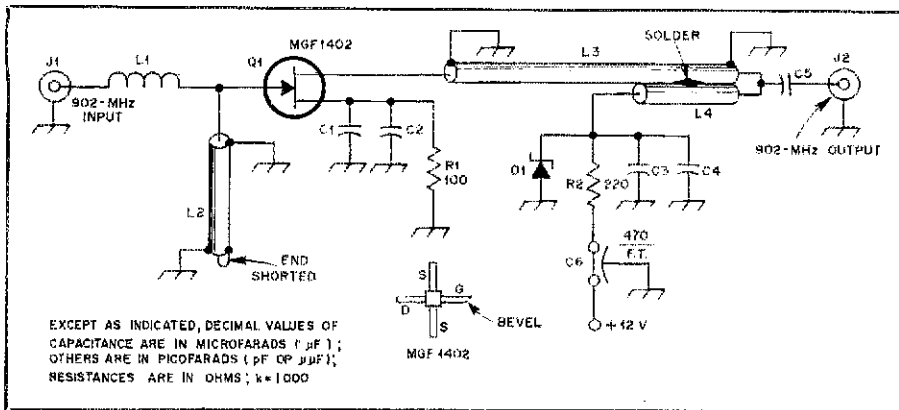 MGF1402
J1
L1
Q1
902-MHz
INPUT
L3
SOLDER
C5
J2
L4
902-MHz OUTPUT
C1
C2
R1
100
L2
END
SHORTED
D1
R2
220
C3
C4
470
F.T.
C6
+12 V
S
G
D
S
BEVEL
MGF 1402
EXCEPT AS INDICATED, DECIMAL VALUES OF
CAPACITANCE ARE IN MICROFARADS (µF);
OTHERS ARE IN PICOFARADS (pF OR µµF);
RESISTANCES ARE IN OHMS; k=1000